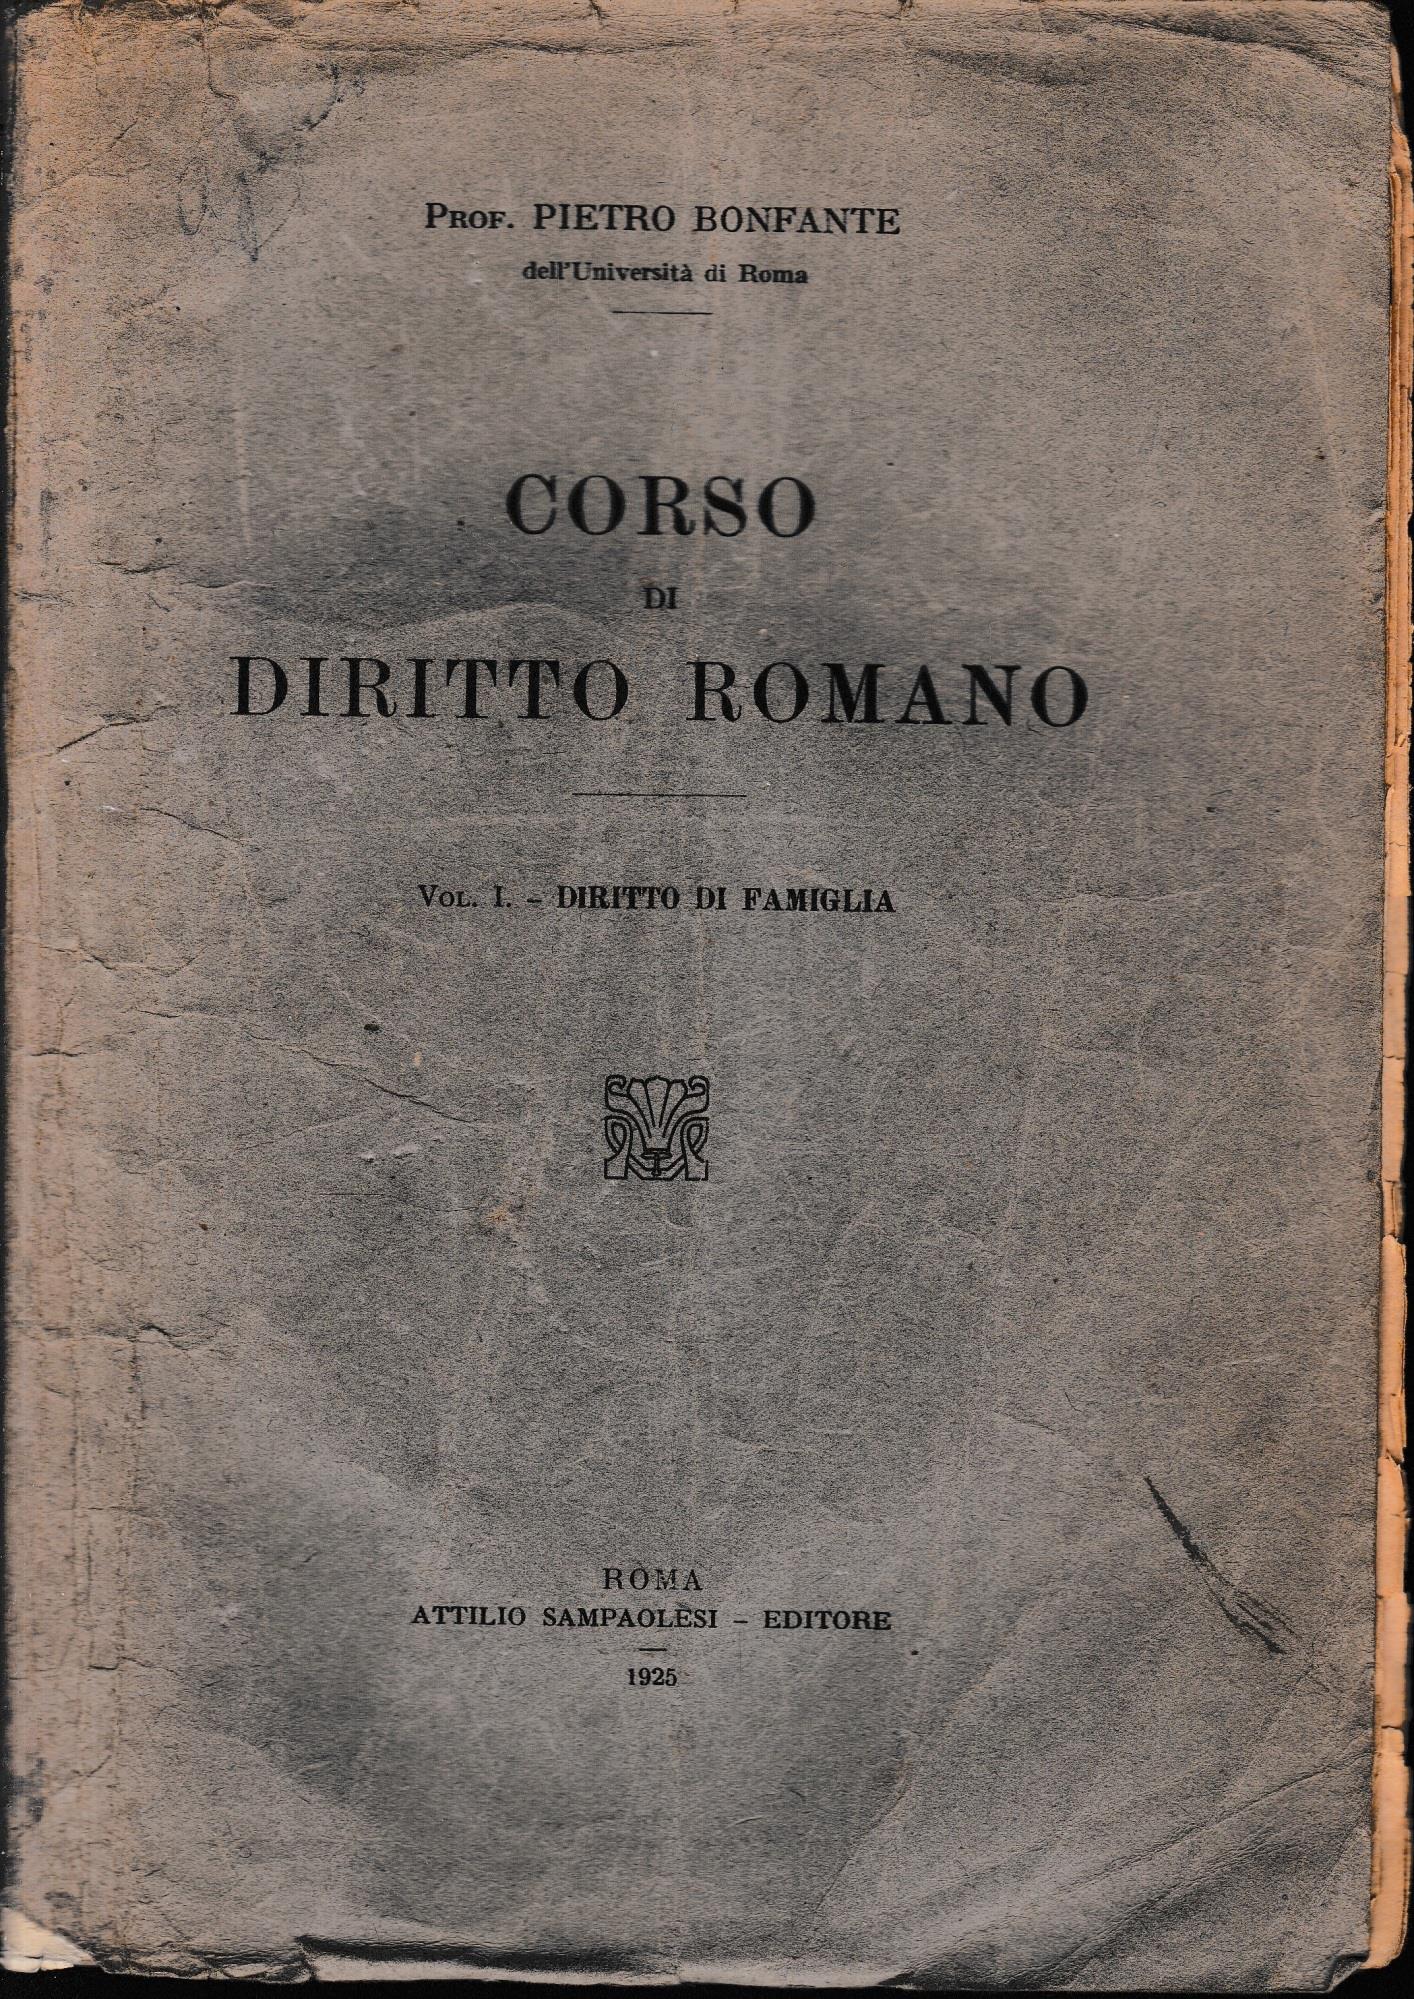 PROF. PIETRO BONFANTE
dell'Università di Roma
CORSO
DI
DIRITTO ROMANO
VOL. I. - DIRITTO DI FAMIGLIA
ROMA
ATTILIO SAMPAOLESI - EDITORE
1925